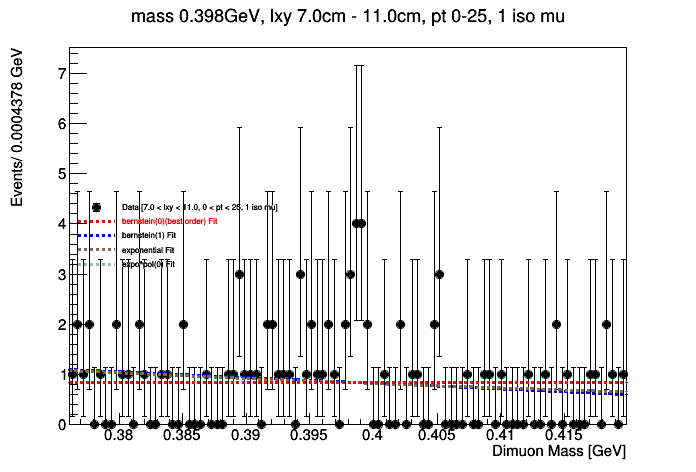 mass 0.398GeV, lxy 7.0cm - 11.0cm, pt 0-25, 1 iso mu
Events/ 0.0004378 GeV
7
6
5
4
3
2
1
0
Data [7.0 < lxy < 11.0, 0 < pt < 25, 1 iso mu]
bernstein(0)(best order) Fit
bernstein(1) Fit
exponential Fit
expo*pol(0) Fit
0.38 0.385 0.39 0.395 0.4 0.405 0.41 0.415
Dimuon Mass [GeV]